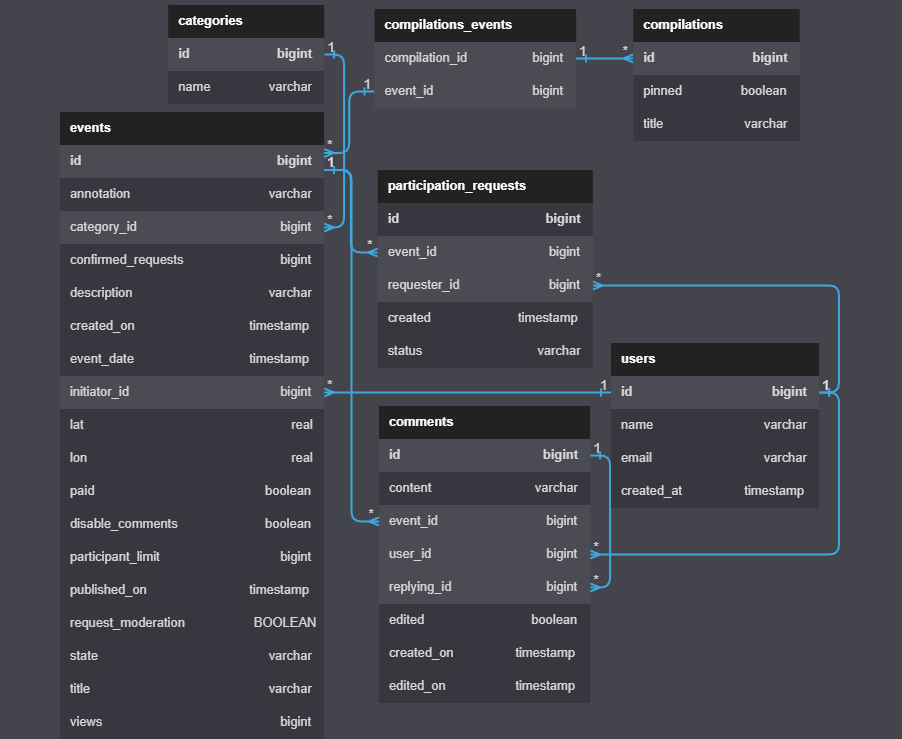 categories
id bigint
name varchar
compilations_events
compilation_id bigint
event_id bigint
compilations
id bigint
pinned boolean
title varchar
events
id bigint
annotation varchar
category_id bigint
confirmed_requests bigint
description varchar
created_on timestamp
event_date timestamp
initiator_id bigint
lat real
lon real
paid boolean
disable_comments boolean
participant_limit bigint
published_on timestamp
request_moderation BOOLEAN
state varchar
title varchar
views bigint
participation_requests
id bigint
event_id bigint
requester_id bigint
created timestamp
status varchar
users
id bigint
name varchar
email varchar
created_at timestamp
comments
id bigint
content varchar
event_id bigint
user_id bigint
replying_id bigint
edited boolean
created_on timestamp
edited_on timestamp
1
1
*
1
*
1
*
*
*
*
1
1
1
*
*
*